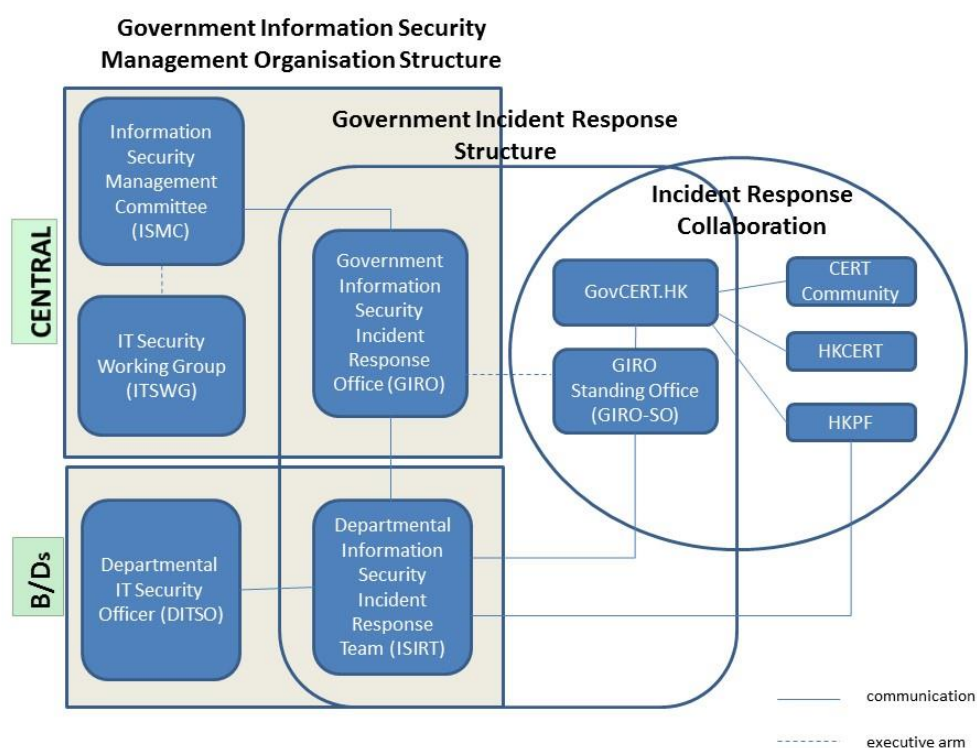 Government Information Security
Management Organisation Structure
Government Incident Response
Structure
Incident Response
Collaboration
CENTRAL
Information
Security
Management
Committee
(ISMC)
IT Security
Working Group
(ITSWG)
Government
Information
Security
Incident
Response
Office (GIRO)
GovCERT.HK
GIRO
Standing Office
(GIRO-SO)
CERT
Community
HKCERT
HKPF
B/Ds
Departmental
IT Security
Officer (DITSO)
Departmental
Information
Security
Incident
Response
Team (ISIRT)
communication
executive arm